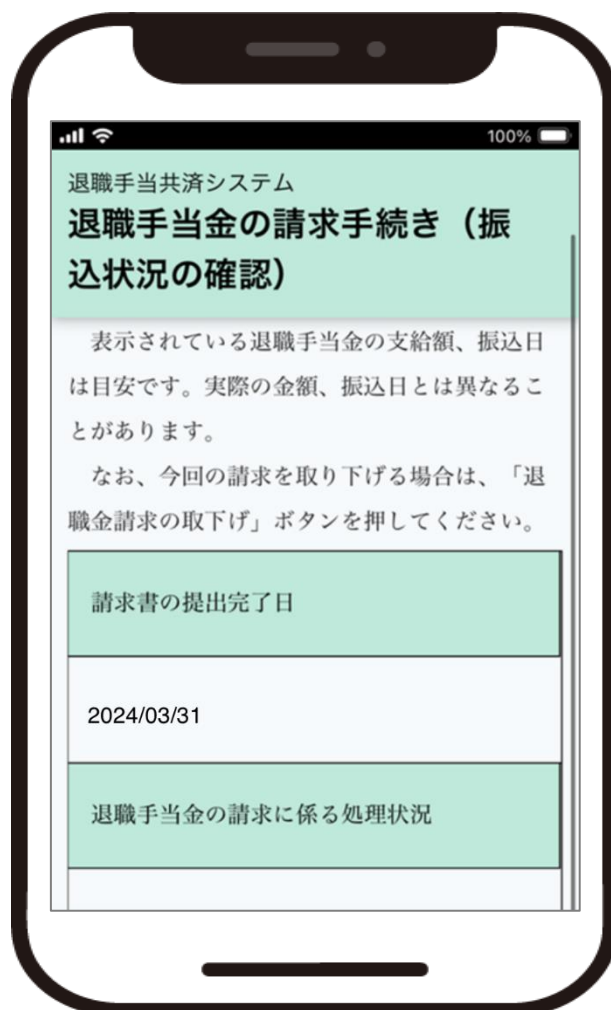 100%
退職手当共済システム
退職手当金の請求手続き（振
込状況の確認）
表示されている退職手当金の支給額、振込日
は目安です。実際の金額、振込日とは異なるこ
とがあります。
なお、今回の請求を取り下げる場合は、「退
職金請求の取下げ」ボタンを押してください。
請求書の提出完了日
2024/03/31
退職手当金の請求に係る処理状況